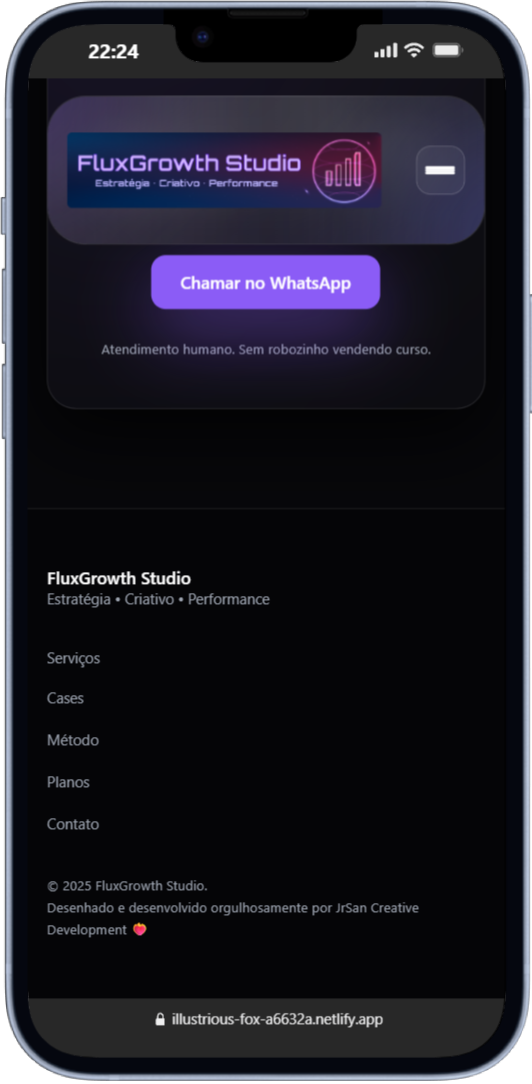 22:24
FluxGrowth Studio
Estratégia · Criativo · Performance
Chamar no WhatsApp
Atendimento humano. Sem robozinho vendendo curso.
FluxGrowth Studio
Estratégia • Criativo • Performance
Serviços
Cases
Método
Planos
Contato
© 2025 FluxGrowth Studio.
Desenhado e desenvolvido orgulhosamente por JrSan Creative
Development
illustrious-fox-a6632a.netlify.app